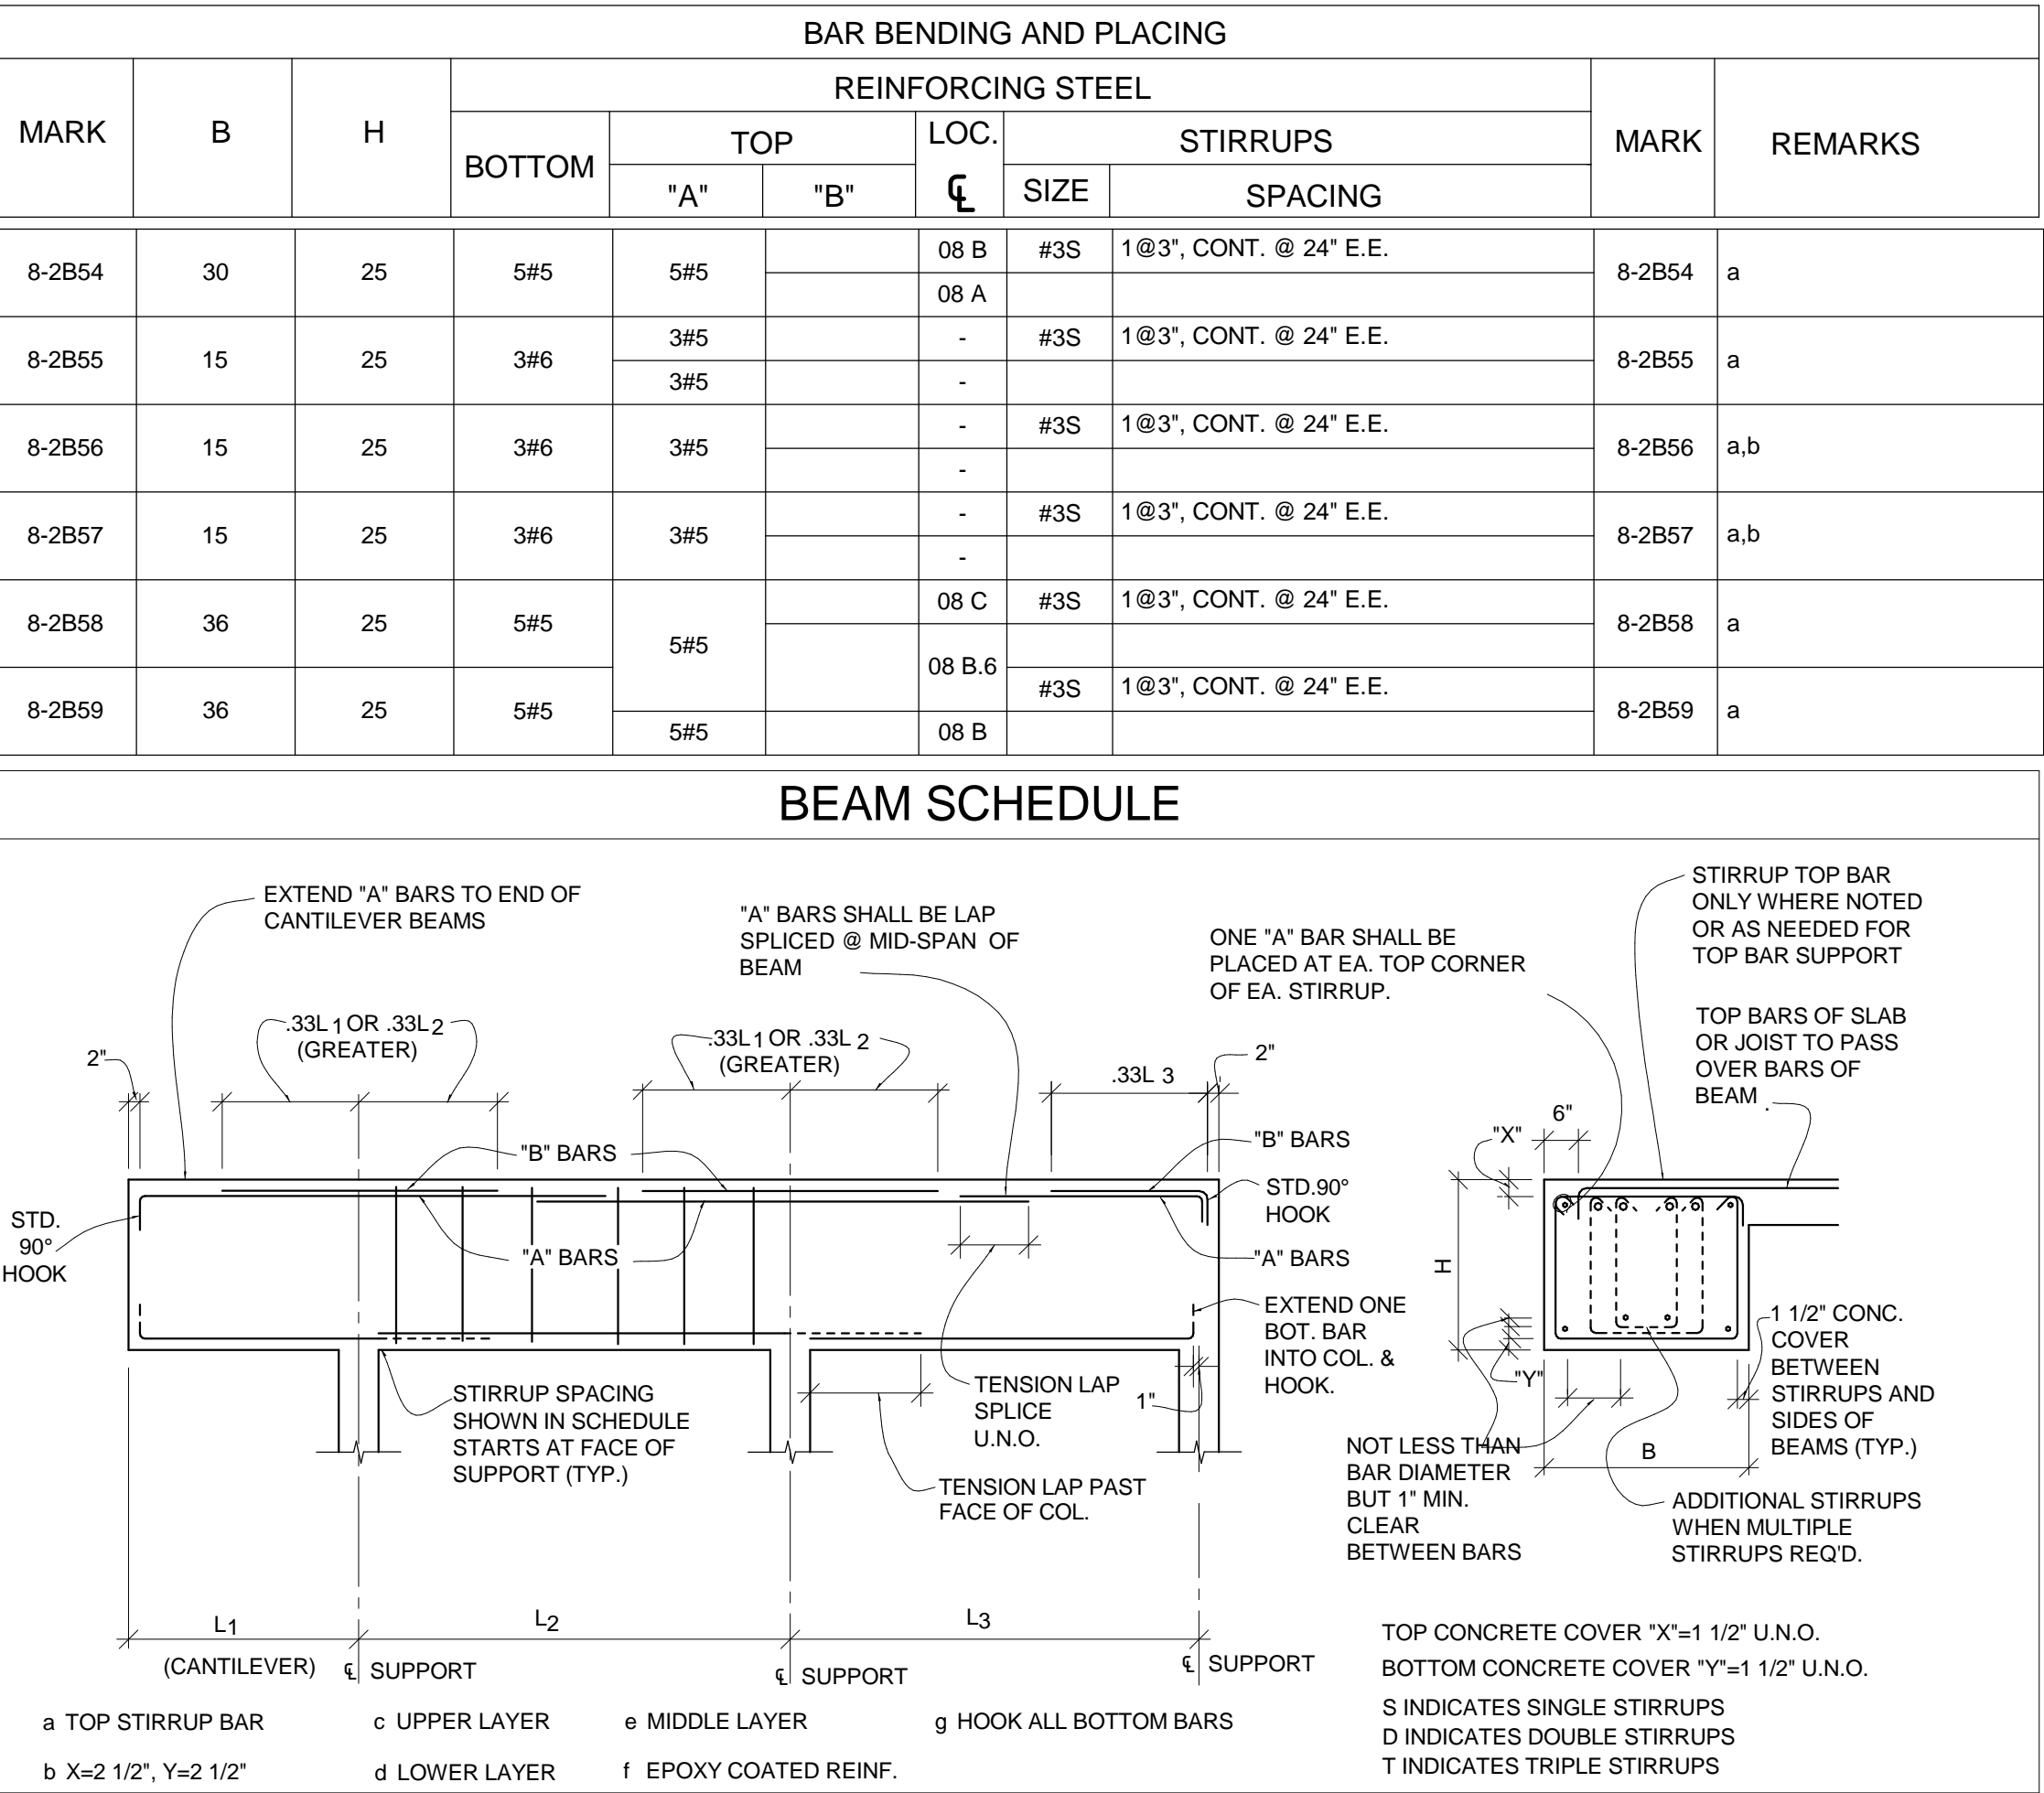 BAR BENDING AND PLACING
REINFORCING STEEL
MARK B H BOTTOM TOP LOC. STIRRUPS MARK REMARKS
"A" "B" ℄ SIZE SPACING
8-2B54 30 25 5#5 5#5 08 B #3S 1@3", CONT. @ 24" E.E. 8-2B54 a
08 A
8-2B55 15 25 3#6 3#5 - #3S 1@3", CONT. @ 24" E.E. 8-2B55 a
3#5 -
8-2B56 15 25 3#6 3#5 - #3S 1@3", CONT. @ 24" E.E. 8-2B56 a,b
-
8-2B57 15 25 3#6 3#5 - #3S 1@3", CONT. @ 24" E.E. 8-2B57 a,b
-
8-2B58 36 25 5#5 5#5 08 C #3S 1@3", CONT. @ 24" E.E. 8-2B58 a
08 B.6
8-2B59 36 25 5#5 #3S 1@3", CONT. @ 24" E.E. 8-2B59 a
5#5 08 B
BEAM SCHEDULE
EXTEND "A" BARS TO END OF
CANTILEVER BEAMS
"A" BARS SHALL BE LAP
SPLICED @ MID-SPAN OF
BEAM
ONE "A" BAR SHALL BE
PLACED AT EA. TOP CORNER
OF EA. STIRRUP.
STIRRUP TOP BAR
ONLY WHERE NOTED
OR AS NEEDED FOR
TOP BAR SUPPORT
TOP BARS OF SLAB
OR JOIST TO PASS
OVER BARS OF
BEAM .
2"
.33L 1 OR .33L 2
(GREATER)
.33L 1 OR .33L 2
(GREATER)
.33L 3
2"
"X"
6"
"B" BARS
"B" BARS
STD.
90°
HOOK
STD.90°
HOOK
"A" BARS
"A" BARS
H
EXTEND ONE
BOT. BAR
INTO COL. &
HOOK.
1 1/2" CONC.
COVER
BETWEEN
STIRRUPS AND
SIDES OF
BEAMS (TYP.)
STIRRUP SPACING
SHOWN IN SCHEDULE
STARTS AT FACE OF
SUPPORT (TYP.)
TENSION LAP
SPLICE
U.N.O.
1"
"Y"
B
TENSION LAP PAST
FACE OF COL.
NOT LESS THAN
BAR DIAMETER
BUT 1" MIN.
CLEAR
BETWEEN BARS
ADDITIONAL STIRRUPS
WHEN MULTIPLE
STIRRUPS REQ'D.
L1 L2 L3
(CANTILEVER) ℄ SUPPORT ℄ SUPPORT ℄ SUPPORT
TOP CONCRETE COVER "X"=1 1/2" U.N.O.
BOTTOM CONCRETE COVER "Y"=1 1/2" U.N.O.
S INDICATES SINGLE STIRRUPS
D INDICATES DOUBLE STIRRUPS
T INDICATES TRIPLE STIRRUPS
a TOP STIRRUP BAR c UPPER LAYER e MIDDLE LAYER g HOOK ALL BOTTOM BARS
b X=2 1/2", Y=2 1/2" d LOWER LAYER f EPOXY COATED REINF.